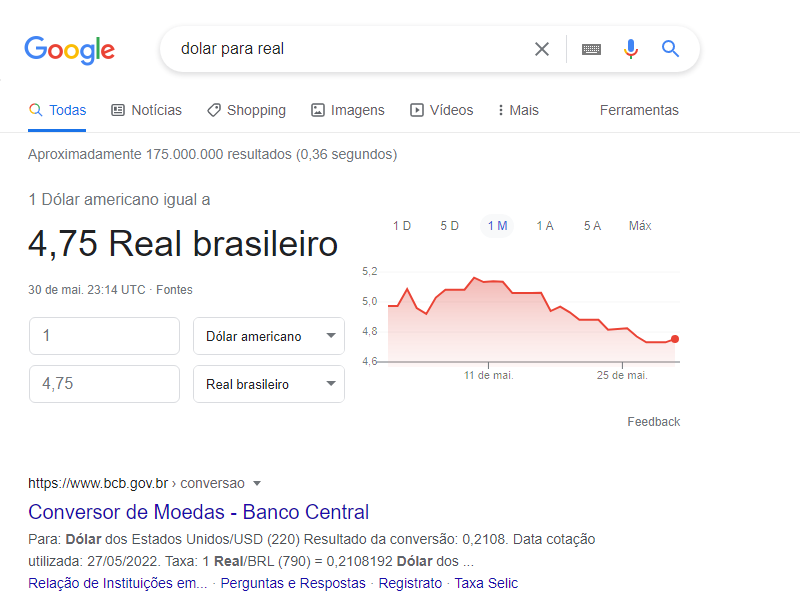 Google
dolar para real
Todas Notícias Shopping Imagens Vídeos Mais Ferramentas
Aproximadamente 175.000.000 resultados (0,36 segundos)
1 Dólar americano igual a
4,75 Real brasileiro
30 de mai. 23:14 UTC · Fontes
1 Dólar americano
4,75 Real brasileiro
1 D 5 D 1 M 1 A 5 A Máx
5,2
5,0
4,8
4,6
11 de mai. 25 de mai.
Feedback
https://www.bcb.gov.br › conversao
Conversor de Moedas - Banco Central
Para: Dólar dos Estados Unidos/USD (220) Resultado da conversão: 0,2108. Data cotação
utilizada: 27/05/2022. Taxa: 1 Real/BRL (790) = 0,2108192 Dólar dos ...
Relação de Instituições em... · Perguntas e Respostas · Registrato · Taxa Selic